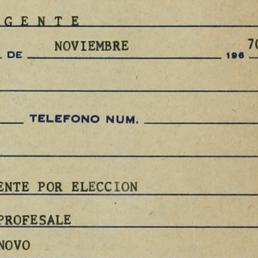 GENTE
DE NOVIEMBRE 196 70
TELEFONO NUM.
ENTE POR ELECCION
PROFESALE
NOVO